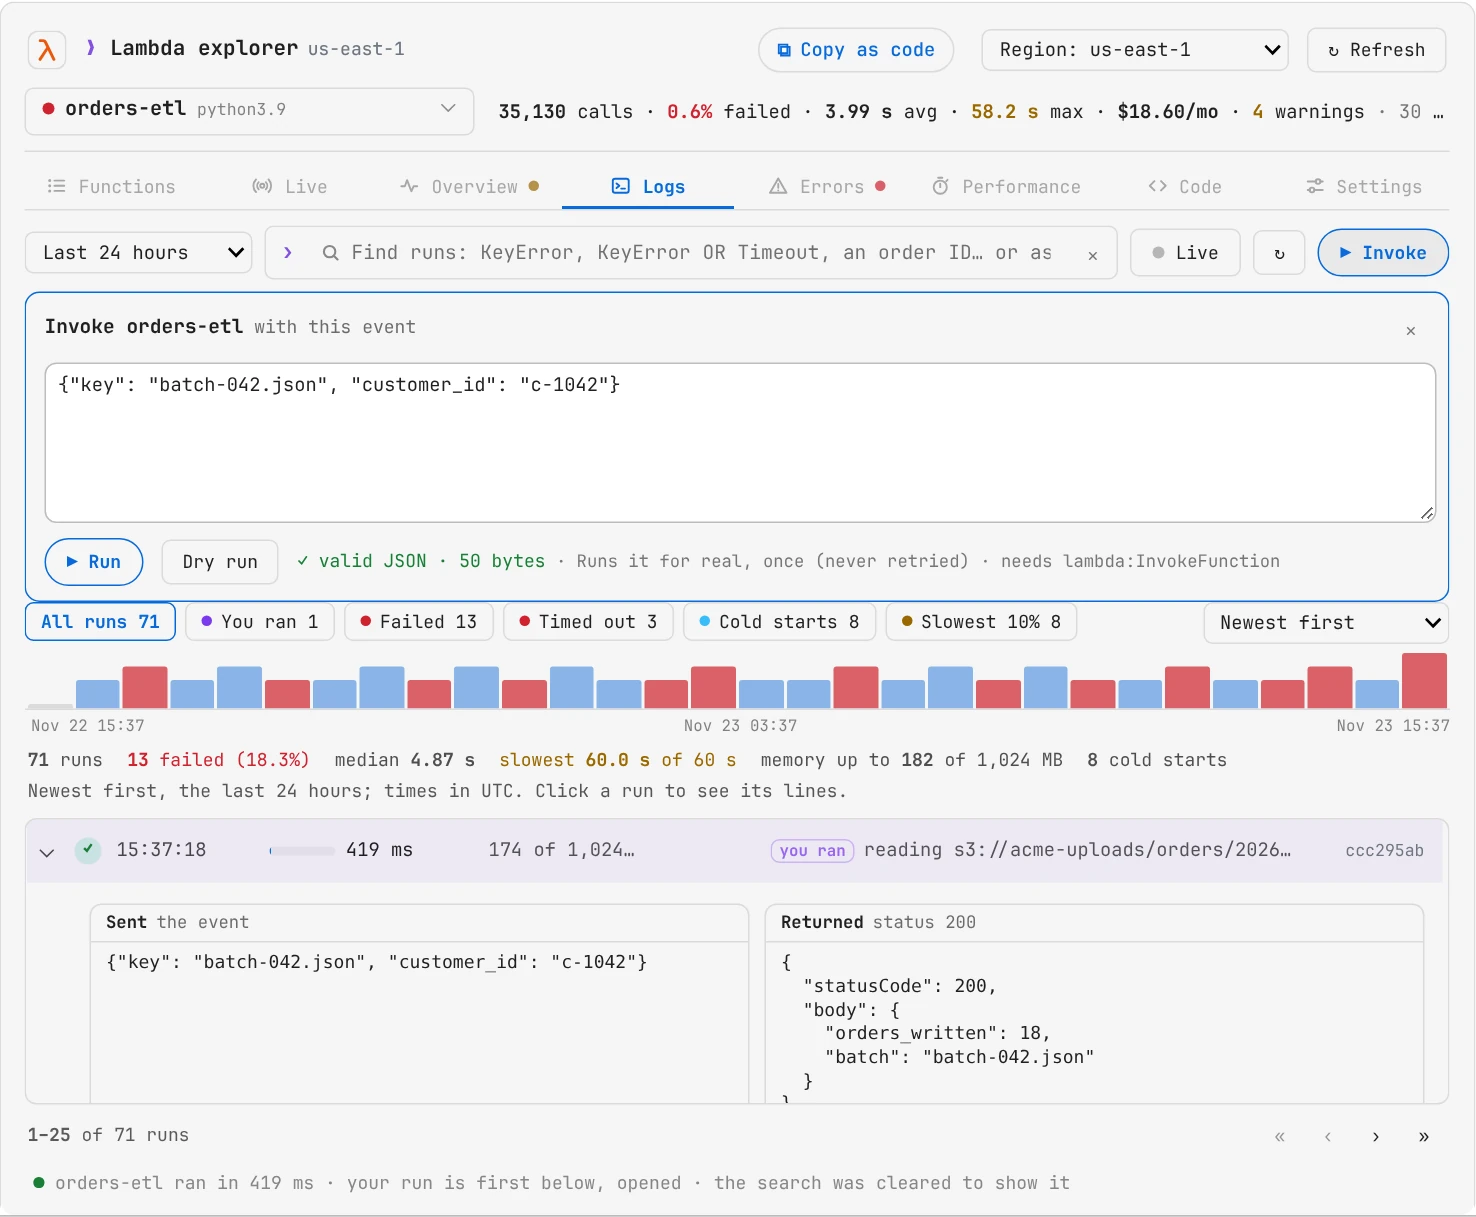 λ ❫ Lambda explorer us-east-1 ⧉ Copy as code Region: us-east-1 ↻ Refresh
orders-etl python3.9 35,130 calls · 0.6% failed · 3.99 s avg · 58.2 s max · $18.60/mo · 4 warnings · 30 …
Functions Live Overview Logs Errors Performance Code Settings
Last 24 hours › Find runs: KeyError, KeyError OR Timeout, an order ID… or as × Live ↻ ▶ Invoke
Invoke orders-etl with this event ×
{"key": "batch-042.json", "customer_id": "c-1042"}
▶ Run Dry run ✓ valid JSON · 50 bytes · Runs it for real, once (never retried) · needs lambda:InvokeFunction
All runs 71 You ran 1 Failed 13 Timed out 3 Cold starts 8 Slowest 10% 8 Newest first
Nov 22 15:37 Nov 23 03:37 Nov 23 15:37
71 runs 13 failed (18.3%) median 4.87 s slowest 60.0 s of 60 s memory up to 182 of 1,024 MB 8 cold starts
Newest first, the last 24 hours; times in UTC. Click a run to see its lines.
✓ 15:37:18 419 ms 174 of 1,024… you ran reading s3://acme-uploads/orders/2026… ccc295ab
Sent the event
{"key": "batch-042.json", "customer_id": "c-1042"}
Returned status 200
{
"statusCode": 200,
"body": {
"orders_written": 18,
"batch": "batch-042.json"
}
}
1–25 of 71 runs « ‹ › »
orders-etl ran in 419 ms · your run is first below, opened · the search was cleared to show it